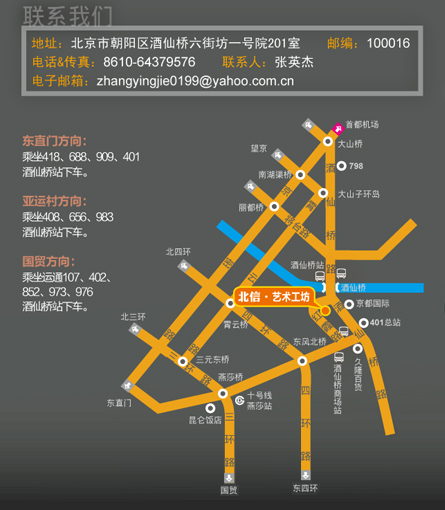 联系我们
地址：北京市朝阳区酒仙桥六街坊一号院201室 邮编：100016
电话&传真：8610-64379576 联系人：张英杰
电子邮箱：zhangyingjie0199@yahoo.com.cn
东直门方向：
乘坐418、688、909、401
酒仙桥站下车。
亚运村方向：
乘坐408、656、983
酒仙桥站下车。
国贸方向：
乘坐运通107、402、
852、973、976
酒仙桥站下车。
首都机场
大山桥
望京
798
南湖渠桥
大山子环岛
丽都桥
酒仙桥路
北四环
酒仙桥站
酒仙桥
北信·艺术工坊
京都国际
401总站
北三环
霄云桥
东风北桥
久隆百货
三元东桥
燕莎桥
酒仙桥商场站
东直门
十号线
燕莎站
昆仑饭店
三环路
四环路
国贸
东四环